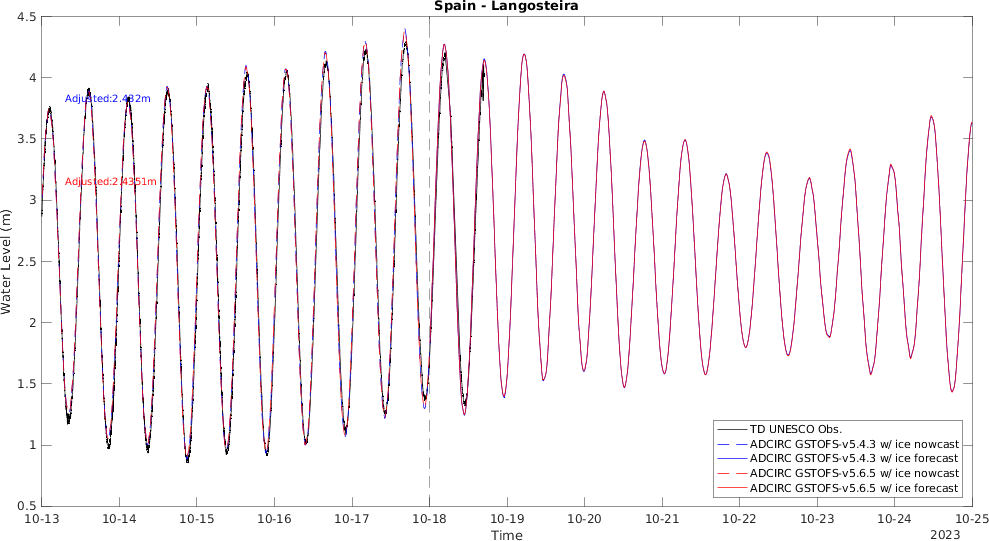 Spain - Langosteira
4.5
4
3.5
3
2.5
2
1.5
1
0.5
Water Level (m)
Adjusted:2.432m
Adjusted:2.4351m
TD UNESCO Obs.
ADCIRC GSTOFS-v5.4.3 w/ ice nowcast
ADCIRC GSTOFS-v5.4.3 w/ ice forecast
ADCIRC GSTOFS-v5.6.5 w/ ice nowcast
ADCIRC GSTOFS-v5.6.5 w/ ice forecast
10-13 10-14 10-15 10-16 10-17 10-18 10-19 10-20 10-21 10-22 10-23 10-24 10-25
Time
2023